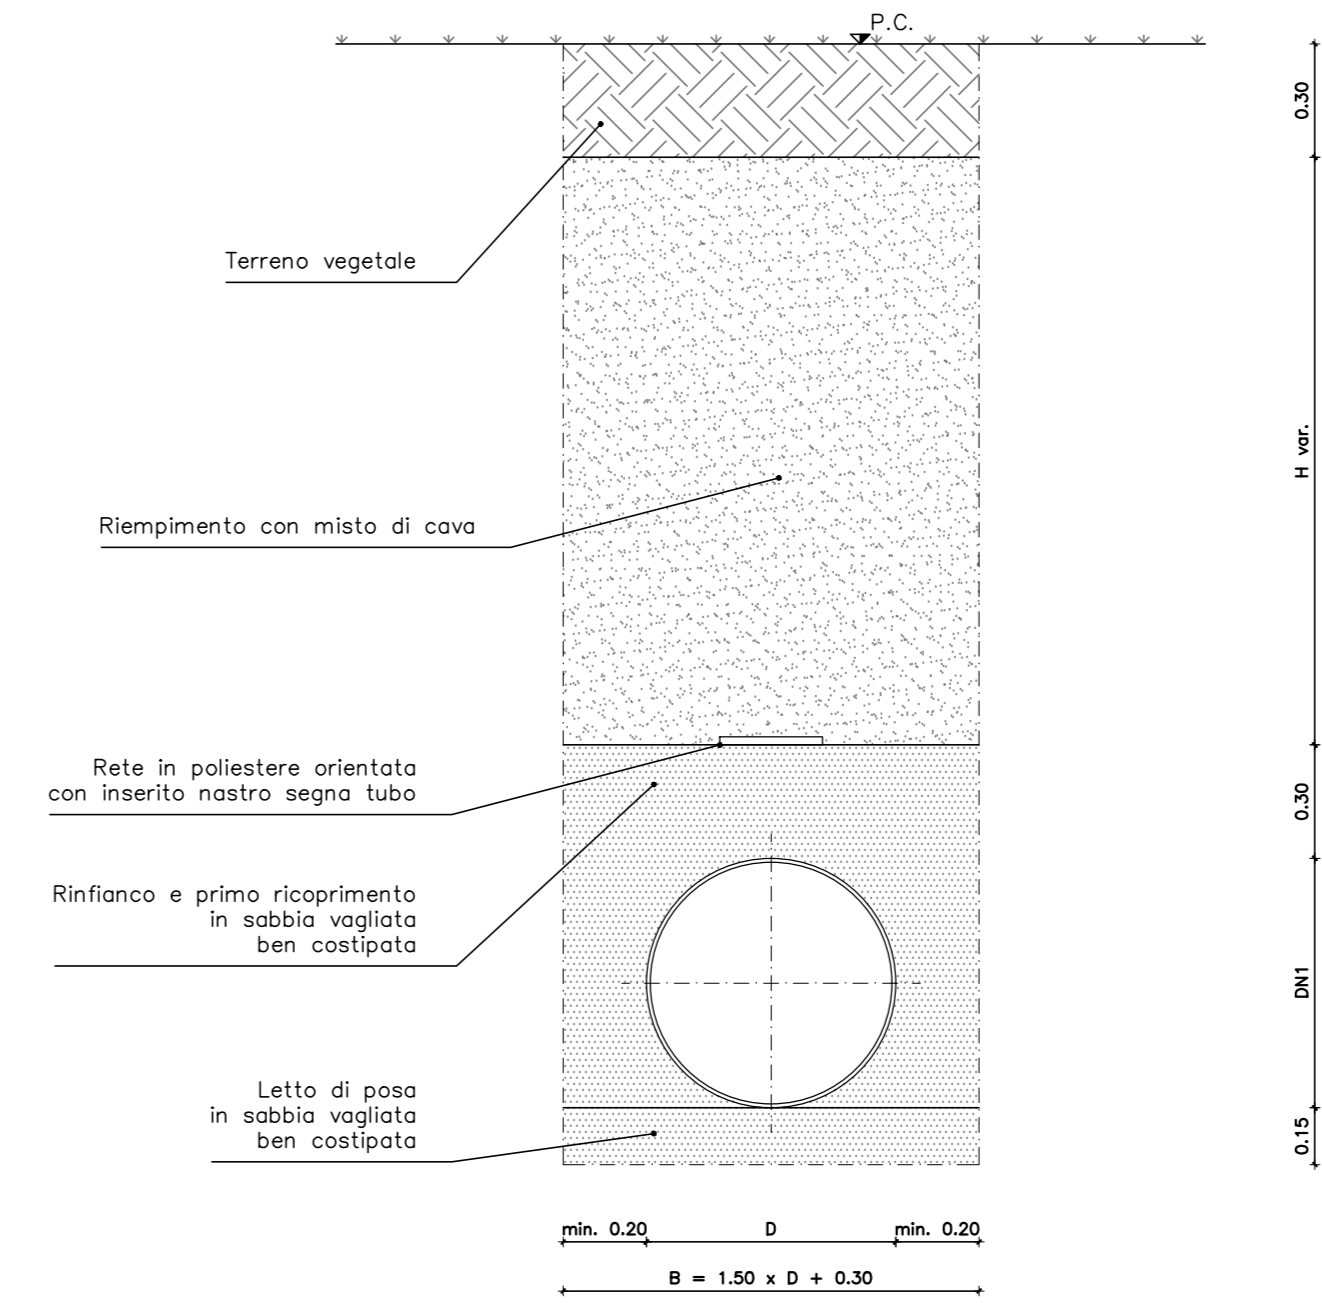 P.C.
0.30
Terreno vegetale
H var.
Riempimento con misto di cava
Rete in poliestere orientata
con inserito nastro segna tubo
0.30
Rinfianco e primo ricoprimento
in sabbia vagliata
ben costipata
DN1
Letto di posa
in sabbia vagliata
ben costipata
0.15
min. 0.20 D min. 0.20
B = 1.50 x D + 0.30